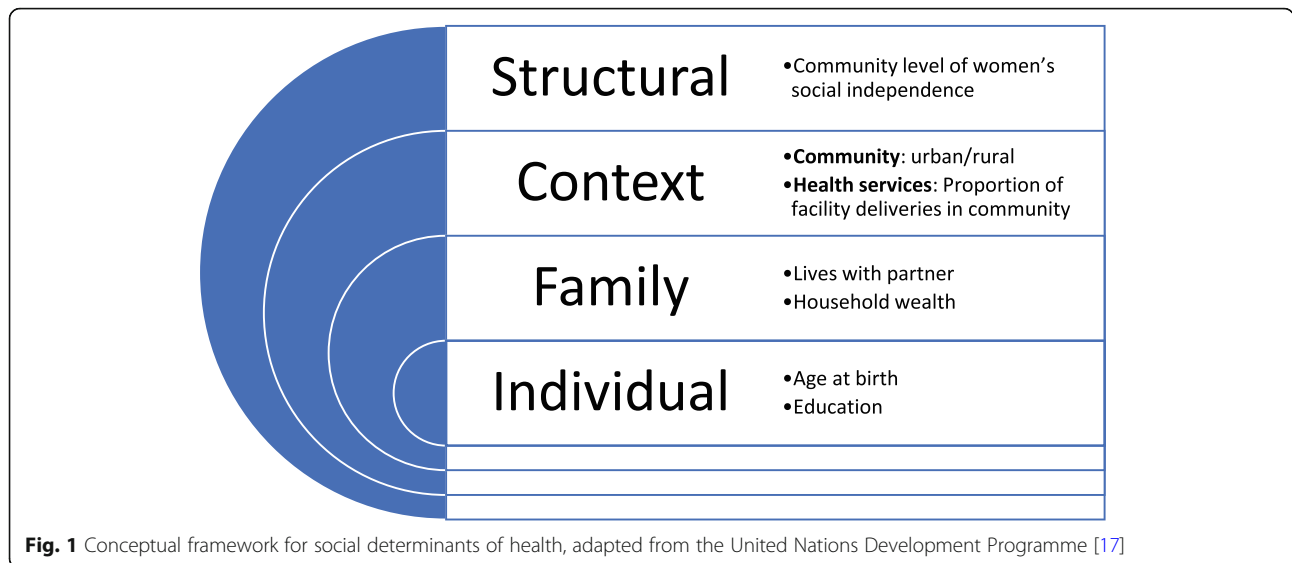 Structural
•Community level of women’s
social independence
Context
•Community: urban/rural
•Health services: Proportion of
facility deliveries in community
Family
•Lives with partner
•Household wealth
Individual
•Age at birth
•Education
Fig. 1 Conceptual framework for social determinants of health, adapted from the United Nations Development Programme [17]